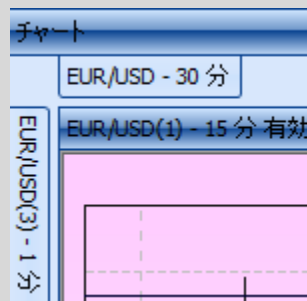 チャート
EUR/USD - 30 分
EUR/USD(1) - 15 分 有効
EUR/USD(3) - 1 分